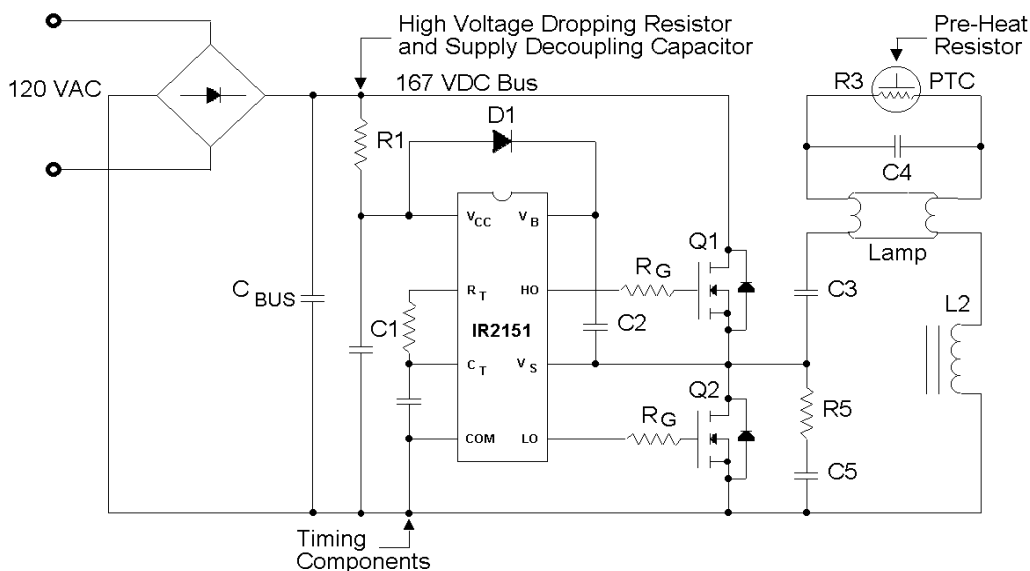 High Voltage Dropping Resistor
and Supply Decoupling Capacitor
Pre-Heat
Resistor
120 VAC
167 VDC Bus
R3
PTC
D1
R1
C4
VCC
VB
Q1
Lamp
RG
C BUS
RT
HO
C3
L2
C1
IR2151
C2
CT
VS
Q2
R5
RG
COM
LO
C5
Timing
Components